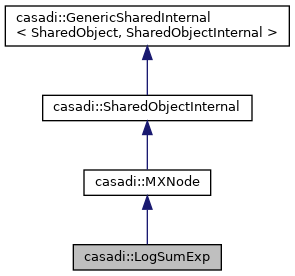 casadi::GenericSharedInternal
< SharedObject, SharedObjectInternal >
casadi::SharedObjectInternal
casadi::MXNode
casadi::LogSumExp